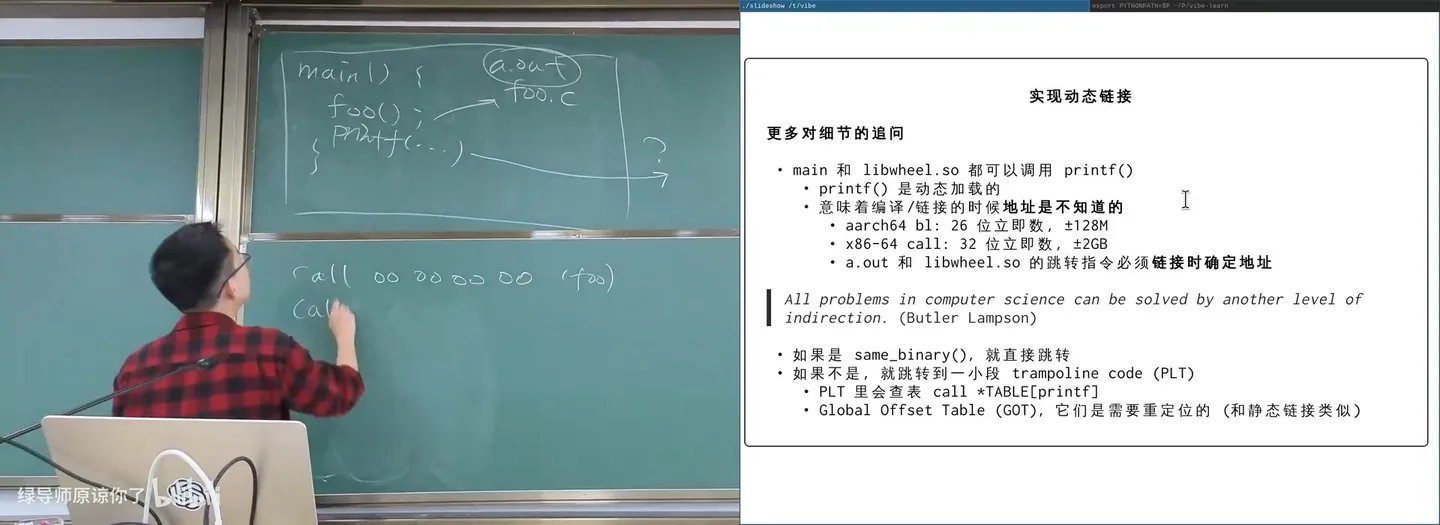 main() {
a.out
foo();
foo.c
printf(...)
}
?
call 00 00 00 00 (foo)
cal
绿导师原谅你了 bilibili
./slideshow /t/vibe
export PYTHONPATH=$P ~/P/vibe-learn
实现动态链接
更多对细节的追问
• main 和 libwheel.so 都可以调用 printf()
• printf() 是动态加载的
• 意味着编译/链接的时候地址是不知道的
• aarch64 bl: 26 位立即数, ±128M
• x86-64 call: 32 位立即数, ±2GB
• a.out 和 libwheel.so 的跳转指令必须链接时确定地址
All problems in computer science can be solved by another level of
indirection. (Butler Lampson)
• 如果是 same_binary(), 就直接跳转
• 如果不是, 就跳转到一小段 trampoline code (PLT)
• PLT 里会查表 call *TABLE[printf]
• Global Offset Table (GOT), 它们是需要重定位的 (和静态链接类似)